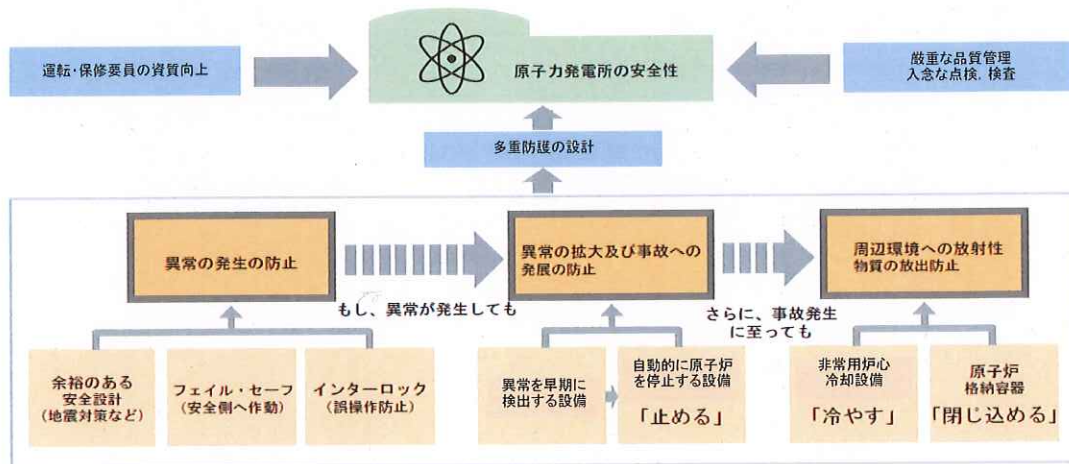 運転・保修要員の資質向上
原子力発電所の安全性
厳重な品質管理
入念な点検，検査
多重防護の設計
異常の発生の防止
もし、異常が発生しても
異常の拡大及び事故への
発展の防止
さらに、事故発生
に至っても
周辺環境への放射性
物質の放出防止
余裕のある
安全設計
(地震対策など)
フェイル・セーフ
(安全側へ作動)
インターロック
(誤操作防止)
異常を早期に
検出する設備
自動的に原子炉
を停止する設備
「止める」
非常用炉心
冷却設備
「冷やす」
原子炉
格納容器
「閉じ込める」